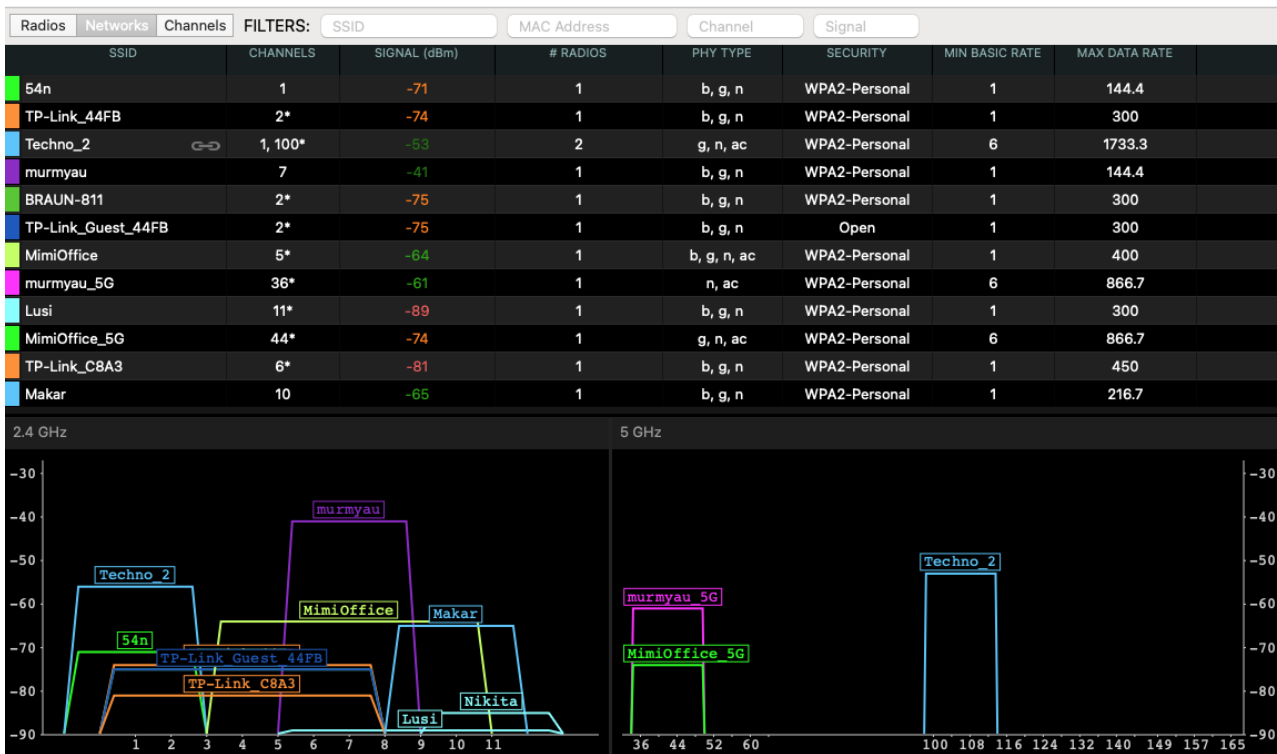 Radios Networks Channels FILTERS: SSID MAC Address Channel Signal
SSID CHANNELS SIGNAL (dBm) # RADIOS PHY TYPE SECURITY MIN BASIC RATE MAX DATA RATE
54n 1 -71 1 b, g, n WPA2-Personal 1 144.4
TP-Link_44FB 2* -74 1 b, g, n WPA2-Personal 1 300
Techno_2 1, 100* -53 2 g, n, ac WPA2-Personal 6 1733.3
murmyau 7 -41 1 b, g, n WPA2-Personal 1 144.4
BRAUN-811 2* -75 1 b, g, n WPA2-Personal 1 300
TP-Link_Guest_44FB 2* -75 1 b, g, n Open 1 300
MimiOffice 5* -64 1 b, g, n, ac WPA2-Personal 1 400
murmyau_5G 36* -61 1 n, ac WPA2-Personal 6 866.7
Lusi 11* -89 1 b, g, n WPA2-Personal 1 300
MimiOffice_5G 44* -74 1 g, n, ac WPA2-Personal 6 866.7
TP-Link_C8A3 6* -81 1 b, g, n WPA2-Personal 1 450
Makar 10 -65 1 b, g, n WPA2-Personal 1 216.7
2.4 GHz
-30
-40
-50
-60
-70
-80
-90
murmyau
Techno_2
MimiOffice
Makar
54n
TP-Link_Guest_44FB
TP-Link_C8A3
Nikita
Lusi
1 2 3 4 5 6 7 8 9 10 11
5 GHz
Techno_2
murmyau_5G
MimiOffice_5G
-30
-40
-50
-60
-70
-80
-90
36 44 52 60 100 108 116 124 132 140 149 157 165